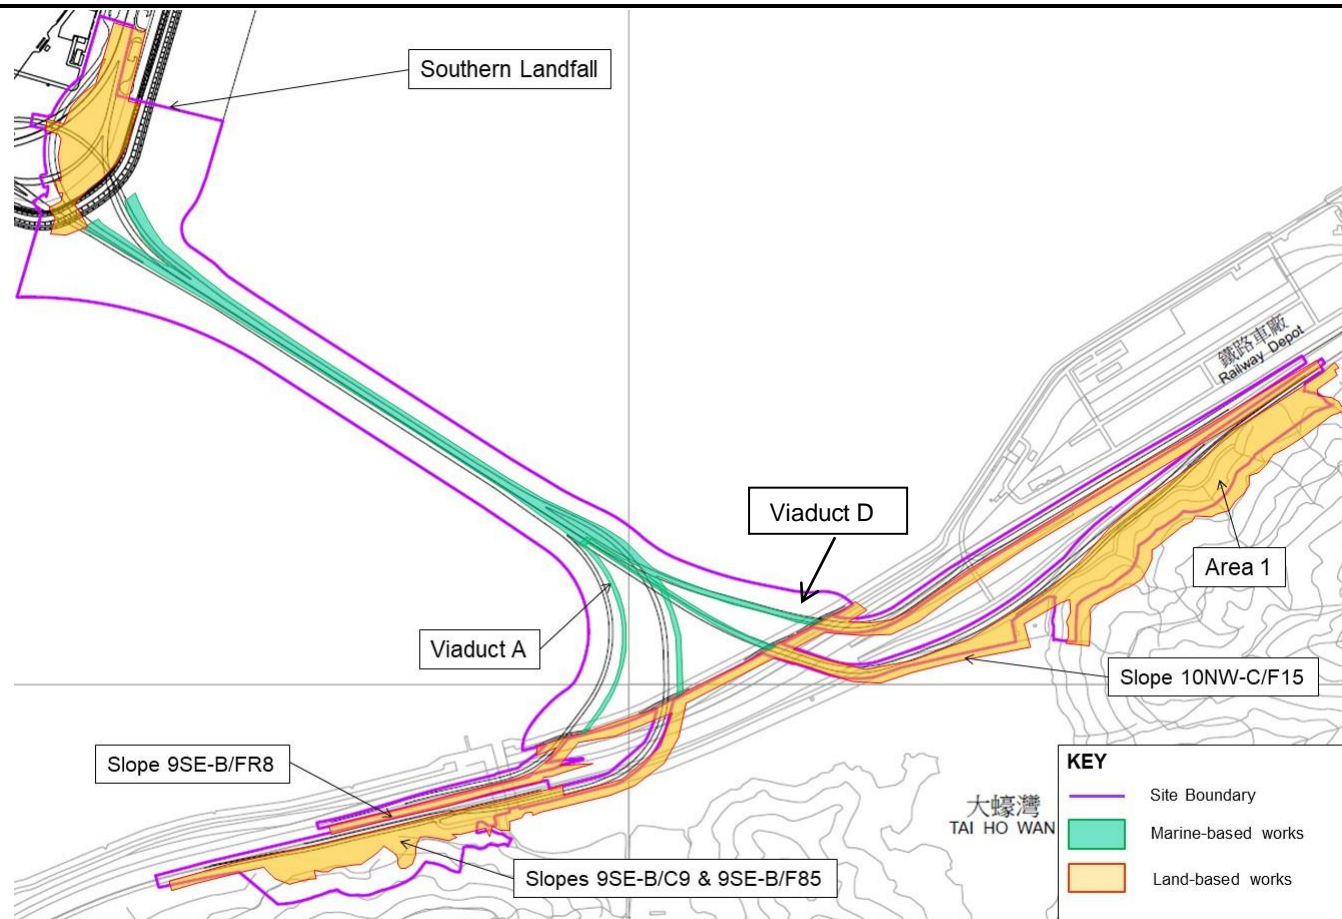 Southern Landfall
鐵路車廠
Railway Depot
Viaduct D
Area 1
Viaduct A
Slope 10NW-C/F15
Slope 9SE-B/FR8
大蠔灣
TAI HO WAN
Slopes 9SE-B/C9 & 9SE-B/F85
KEY
Site Boundary
Marine-based works
Land-based works